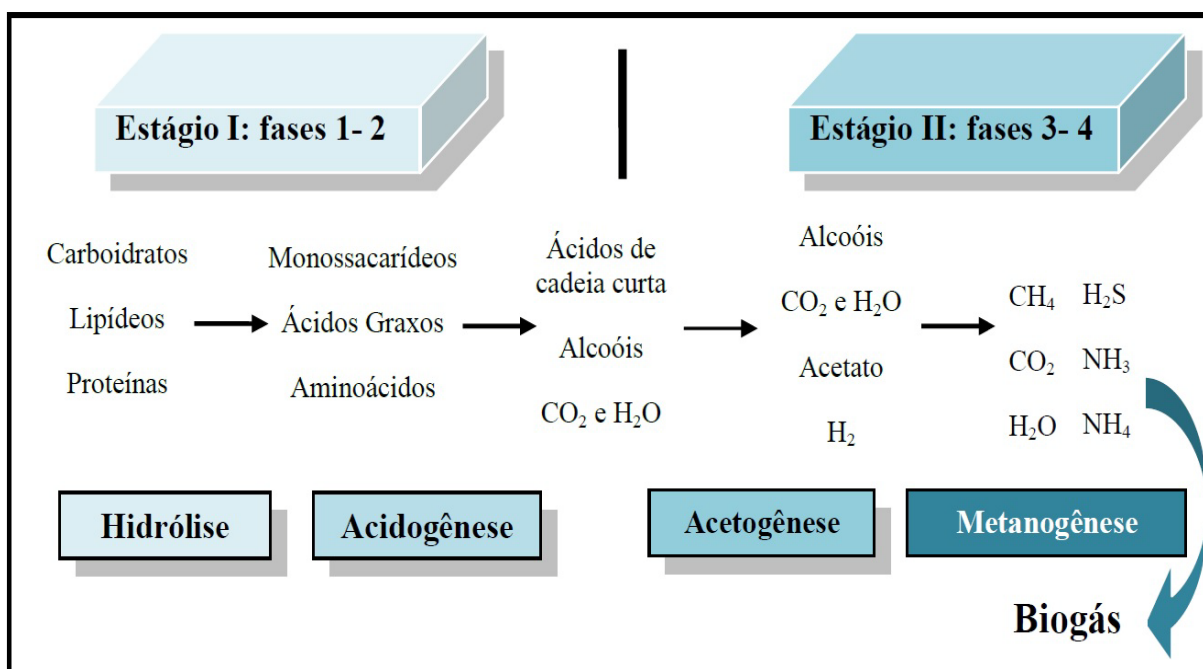 Estágio I: fases 1- 2
Estágio II: fases 3- 4
Carboidratos
Lipídeos
Proteínas
Monossacarídeos
Ácidos Graxos
Aminoácidos
Ácidos de
cadeia curta
Alcoóis
CO₂ e H₂O
Alcoóis
CO₂ e H₂O
Acetato
H₂
CH₄ H₂S
CO₂ NH₃
H₂O NH₄
Hidrólise
Acidogênese
Acetogênese
Metanogênese
Biogás